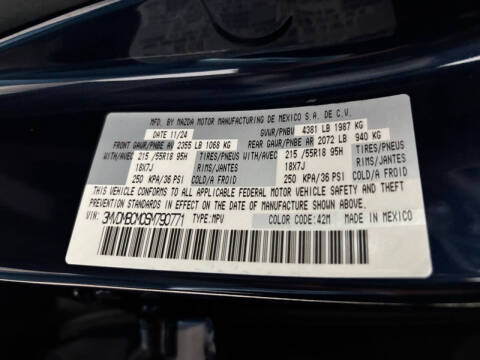 MFD. BY MAZDA MOTOR MANUFACTURING DE MEXICO S.A. DE C.V.
DATE 11/24 GVWR/PNBV 4381 LB 1987 KG
FRONT GAWR/PNBE AV 2355 LB 1068 KG REAR GAWR/PNBE AR 2072 LB 940 KG
WITH/AVEC 215/55R18 95H TIRES/PNEUS WITH/AVEC 215/55R18 95H TIRES/PNEUS
18X7J RIMS/JANTES 18X7J RIMS/JANTES
250 KPA/36 PSI COLD/A FROID 250 KPA/36 PSI COLD/A FROID
THIS VEHICLE CONFORMS TO ALL APPLICABLE FEDERAL MOTOR VEHICLE SAFETY AND THEFT
PREVENTION STANDARDS IN EFFECT ON THE DATE OF MANUFACTURE SHOWN ABOVE.
VIN: 3MVDMBCM0SM790771 TYPE: MPV COLOR CODE: 42M MADE IN MEXICO